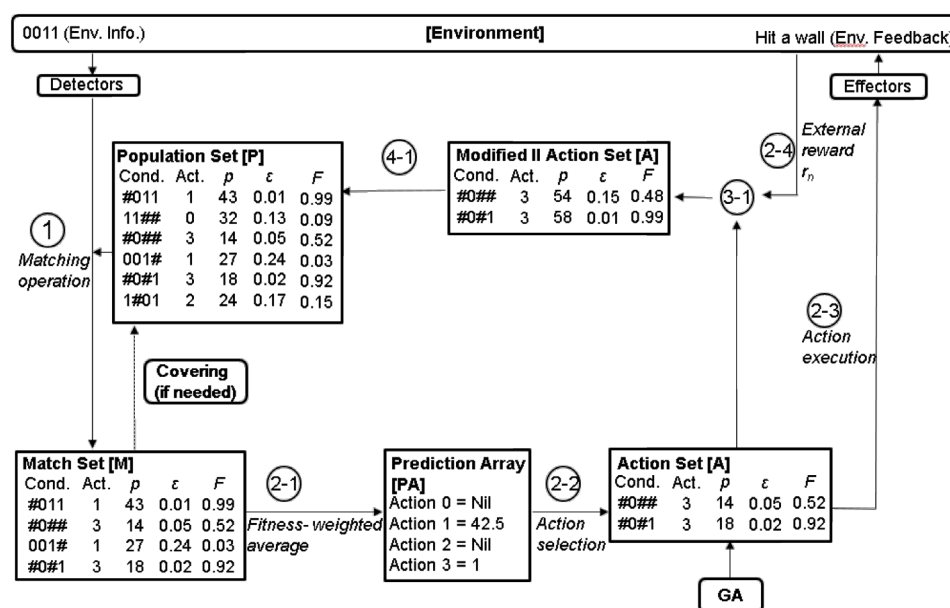 0011 (Env. Info.)
[Environment]
Hit a wall (Env. Feedback)
Detectors
Effectors
2-4
External
reward
rn
4-1
Population Set [P]
Cond. Act. p ε F
#011 1 43 0.01 0.99
11## 0 32 0.13 0.09
#0## 3 14 0.05 0.52
001# 1 27 0.24 0.03
#0#1 3 18 0.02 0.92
1#01 2 24 0.17 0.15
Modified II Action Set [A]
Cond. Act. p ε F
#0## 3 54 0.15 0.48
#0#1 3 58 0.01 0.99
3-1
1
Matching
operation
2-3
Action
execution
Covering
(if needed)
Match Set [M]
Cond. Act. p ε F
#011 1 43 0.01 0.99
#0## 3 14 0.05 0.52
001# 1 27 0.24 0.03
#0#1 3 18 0.02 0.92
2-1
Fitness- weighted
average
Prediction Array
[PA]
Action 0 = Nil
Action 1 = 42.5
Action 2 = Nil
Action 3 = 1
2-2
Action
selection
Action Set [A]
Cond. Act. p ε F
#0## 3 14 0.05 0.52
#0#1 3 18 0.02 0.92
GA